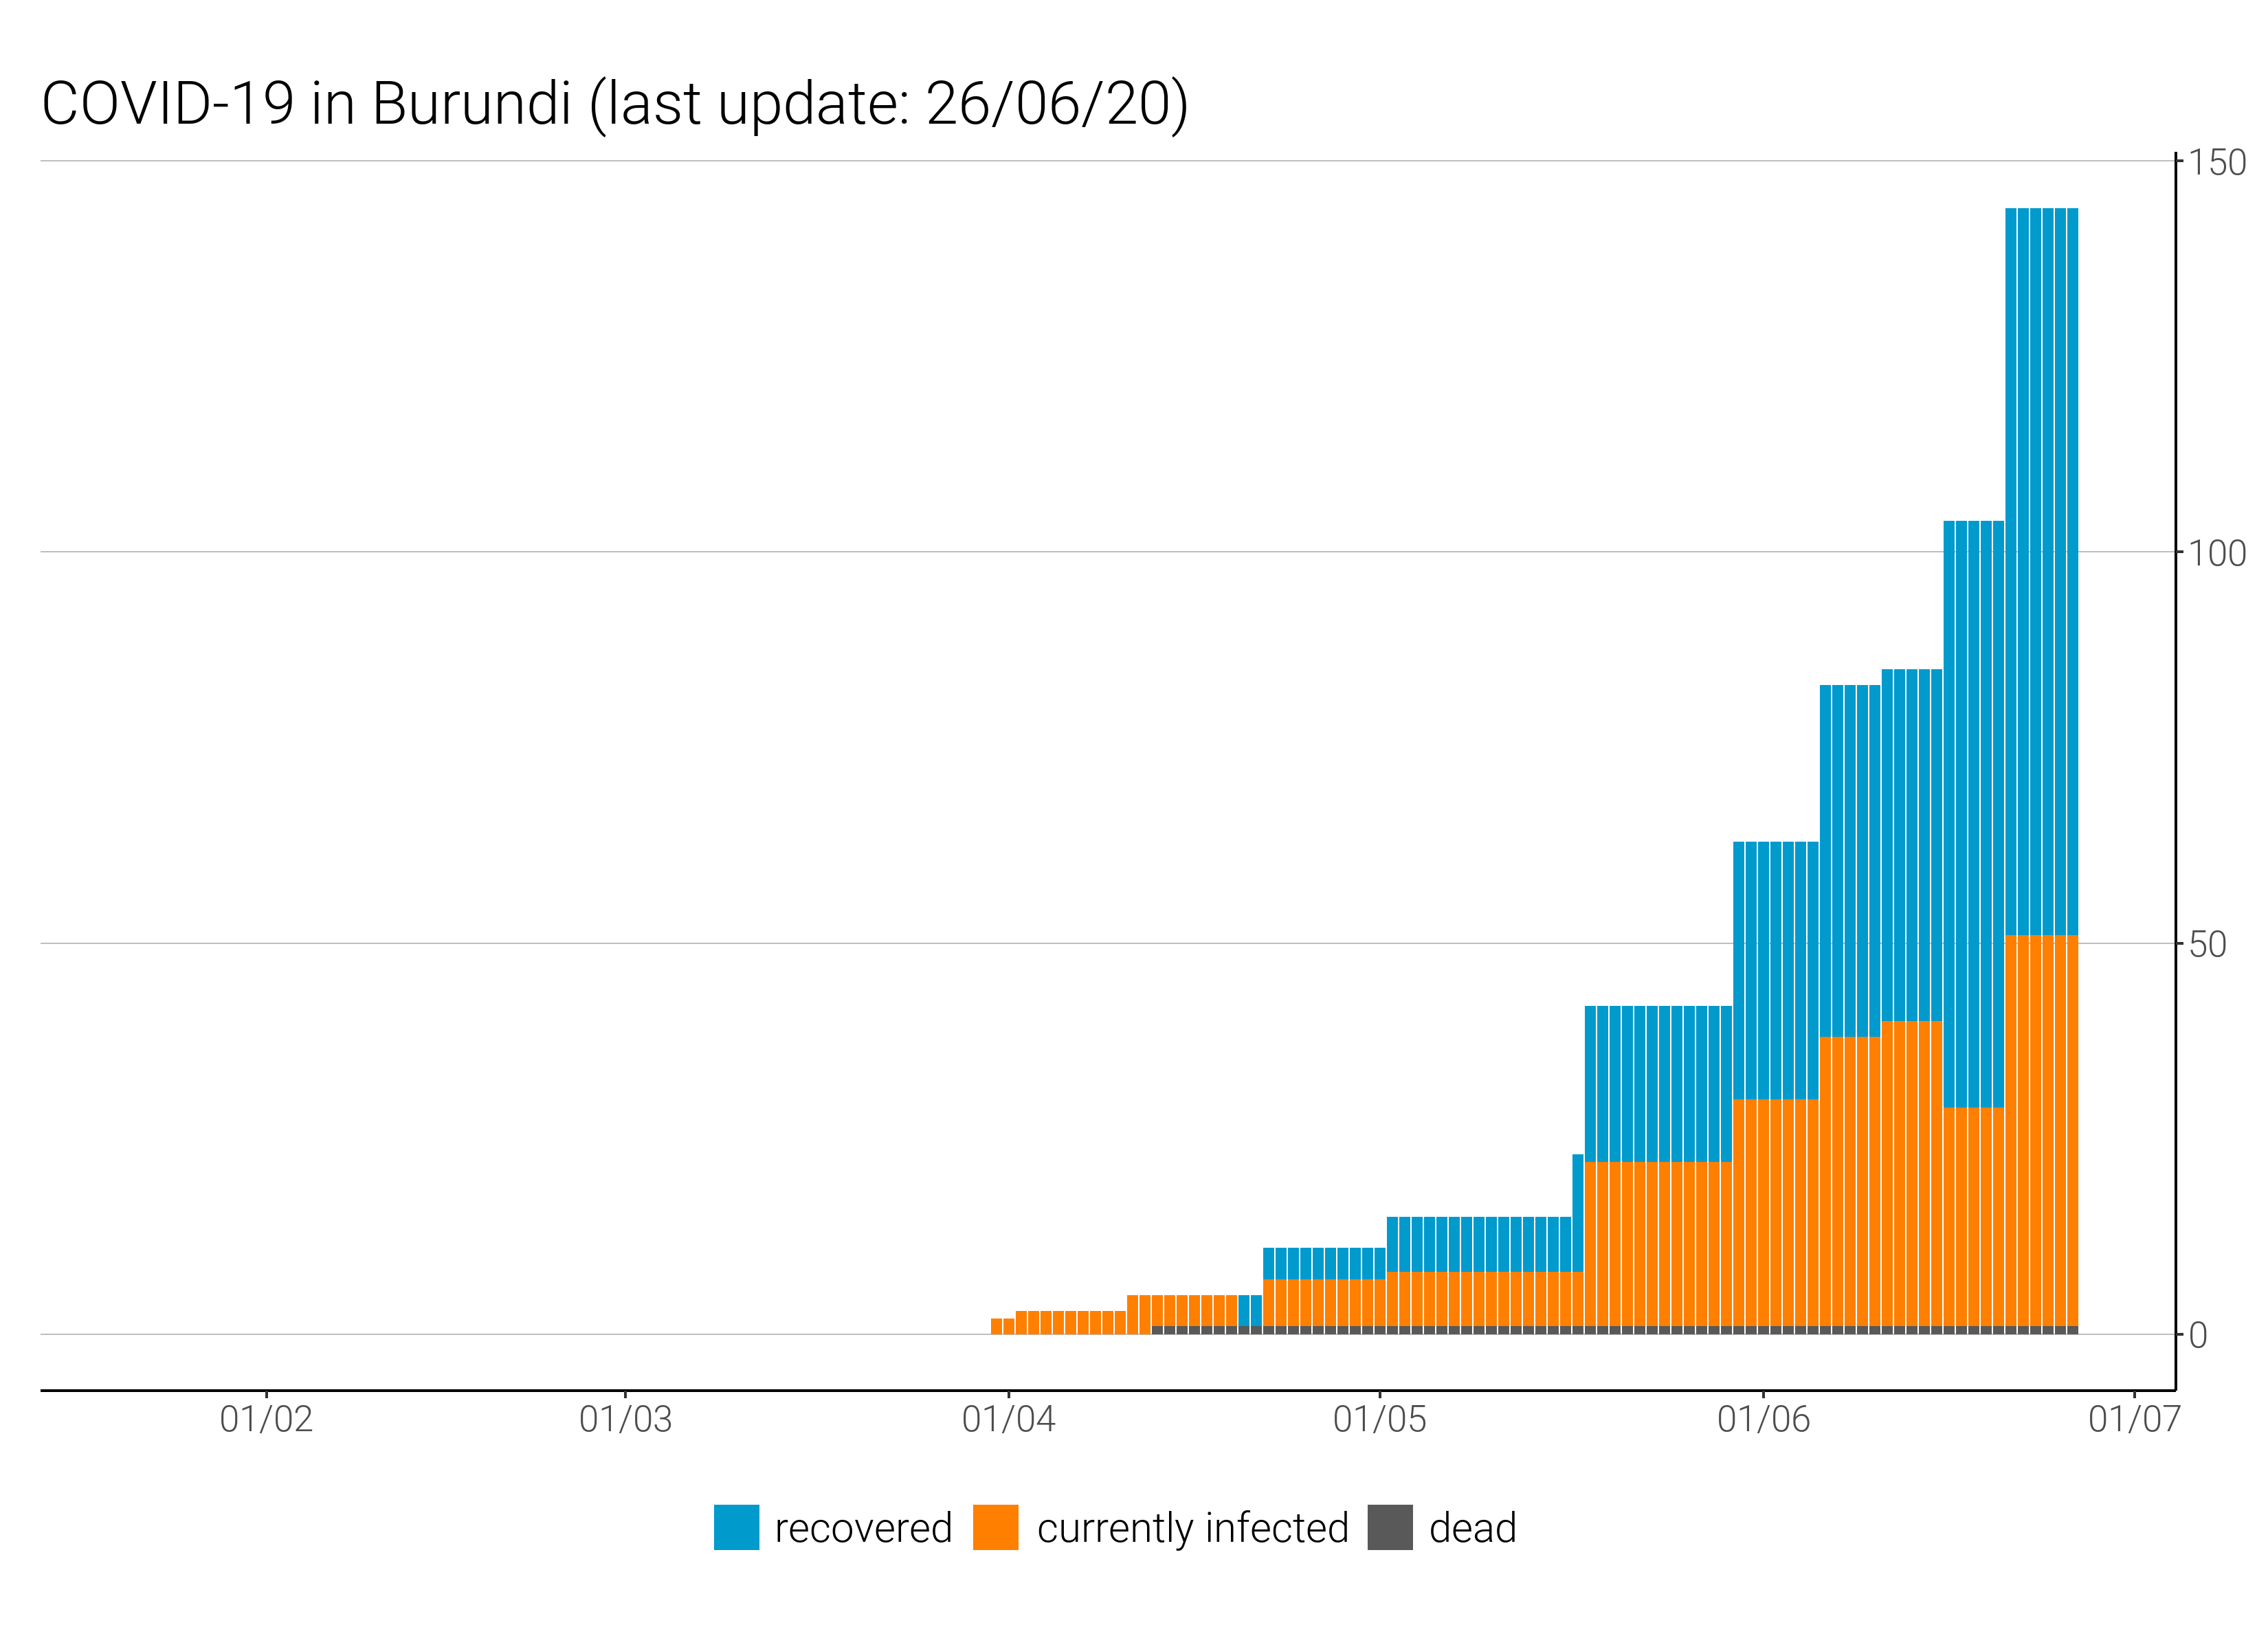 COVID-19 in Burundi (last update: 26/06/20)
150
100
50
0
01/02 01/03 01/04 01/05 01/06 01/07
recovered currently infected dead